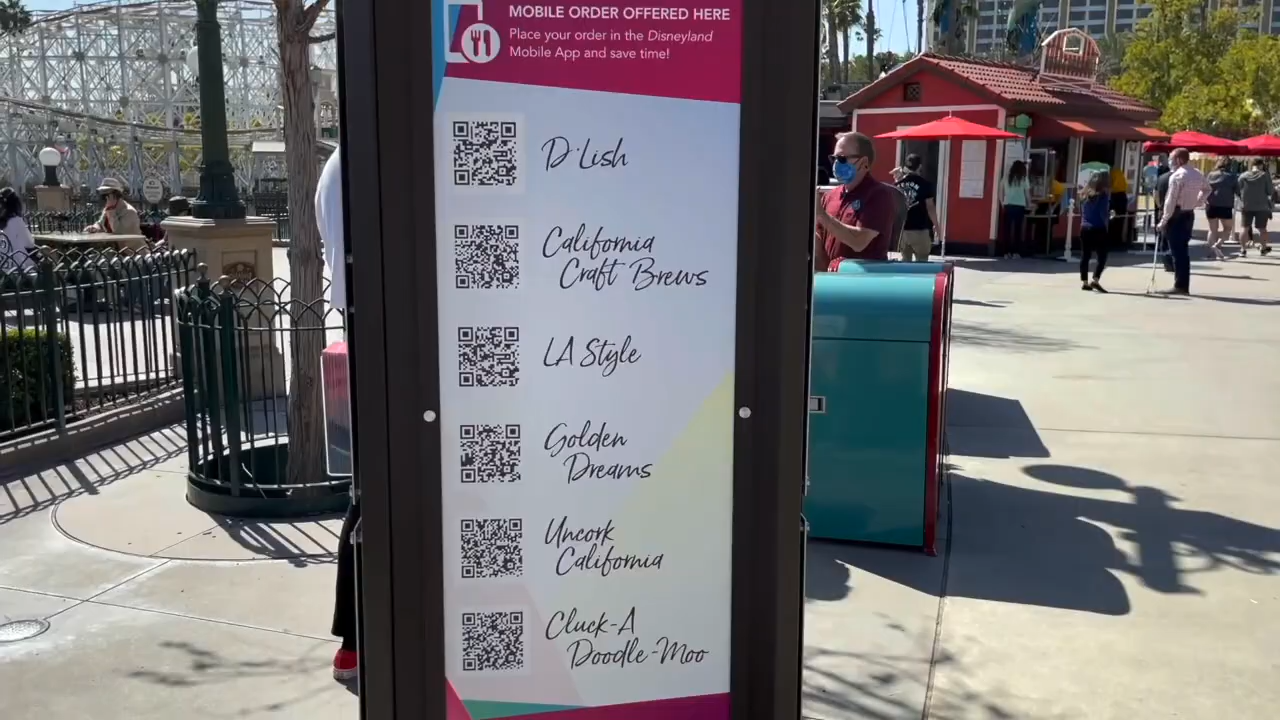 MOBILE ORDER OFFERED HERE
Place your order in the Disneyland
Mobile App and save time!
D'Lish
California
Craft Brews
LA Style
Golden
Dreams
Uncork
California
Cluck-A
Doodle-Moo